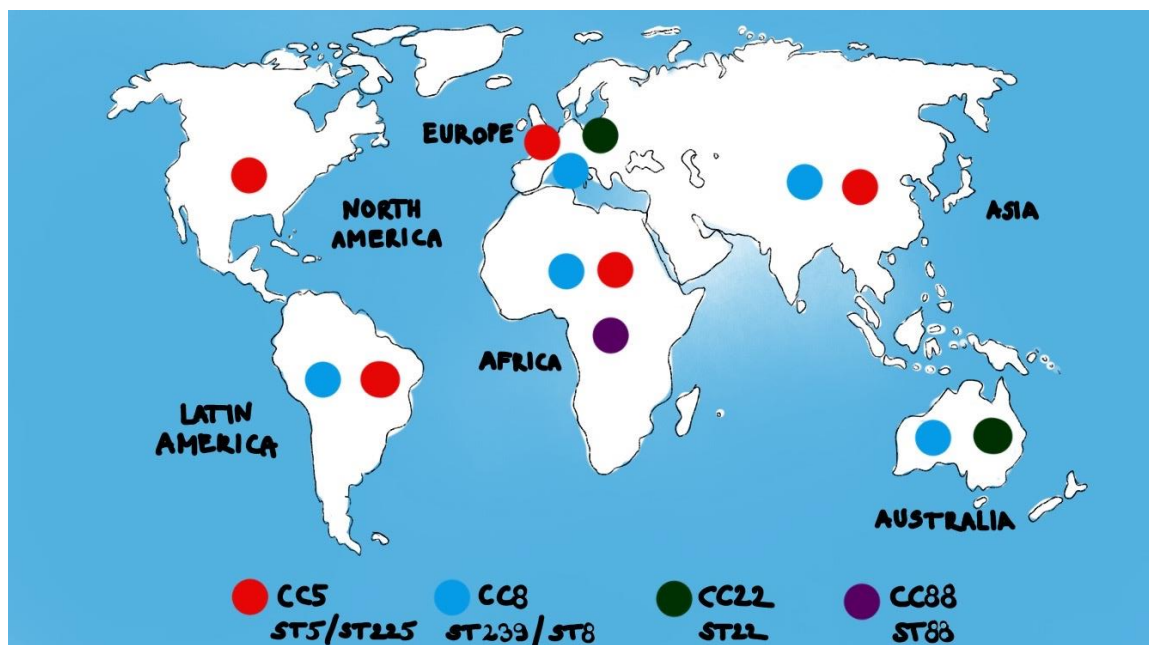 EUROPE
NORTH
AMERICA
ASIA
AFRICA
LATIN
AMERICA
AUSTRALIA
CC5
ST5/ST225
CC8
ST239/ST8
CC22
ST22
CC88
ST88